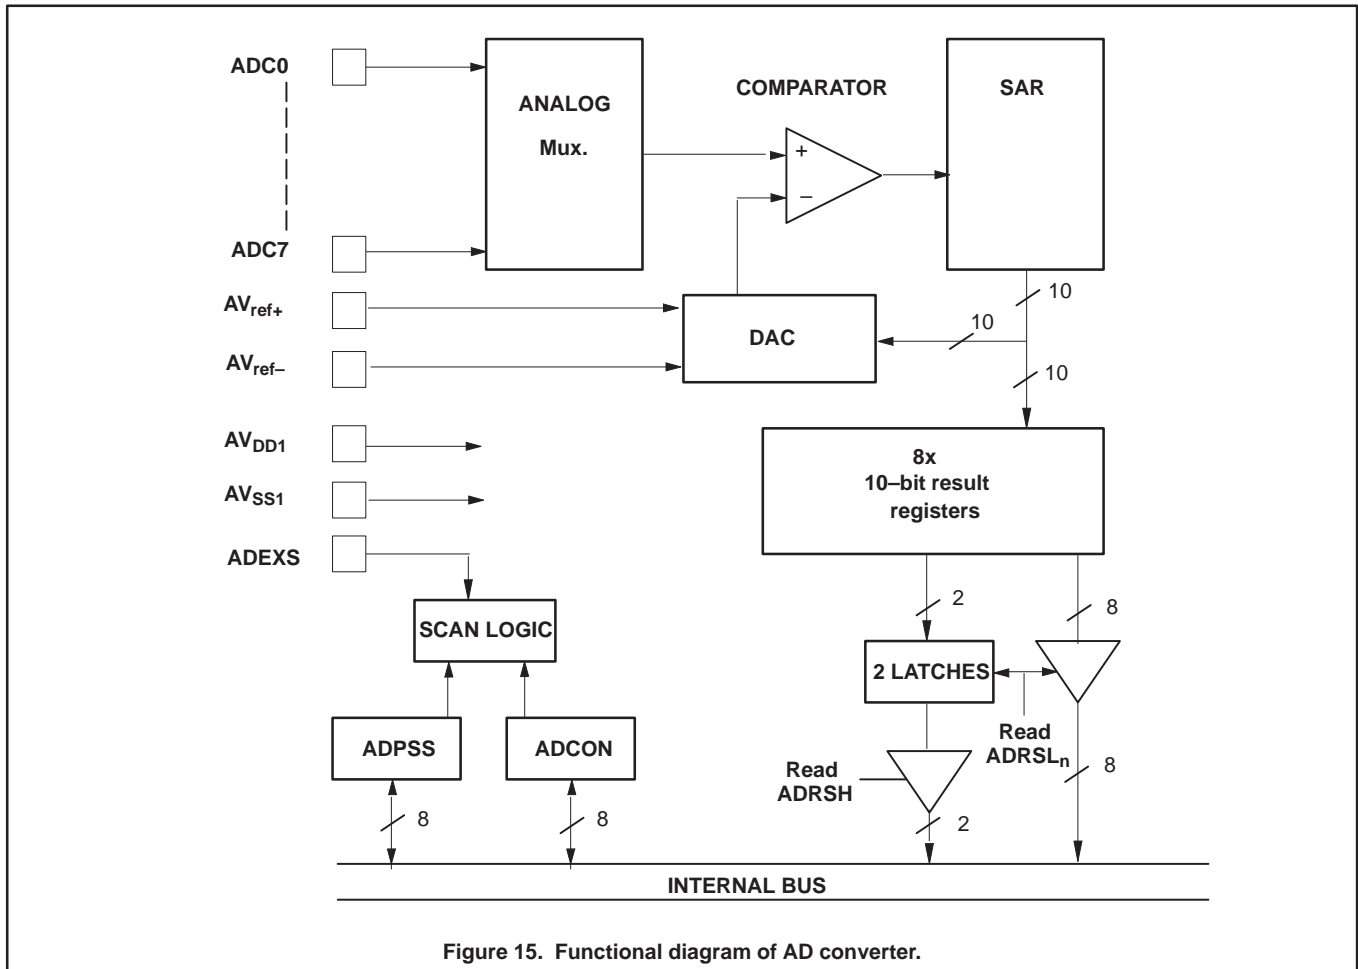 ADC0
ADC7
AVref+
AVref–
AVDD1
AVSS1
ADEXS
ANALOG
Mux.
COMPARATOR
+
–
SAR
10
10
10
DAC
8x
10–bit result
registers
2
8
SCAN LOGIC
2 LATCHES
ADPSS
ADCON
Read
ADRSLn
Read
ADRSH
8
8
8
2
INTERNAL BUS
Figure 15. Functional diagram of AD converter.